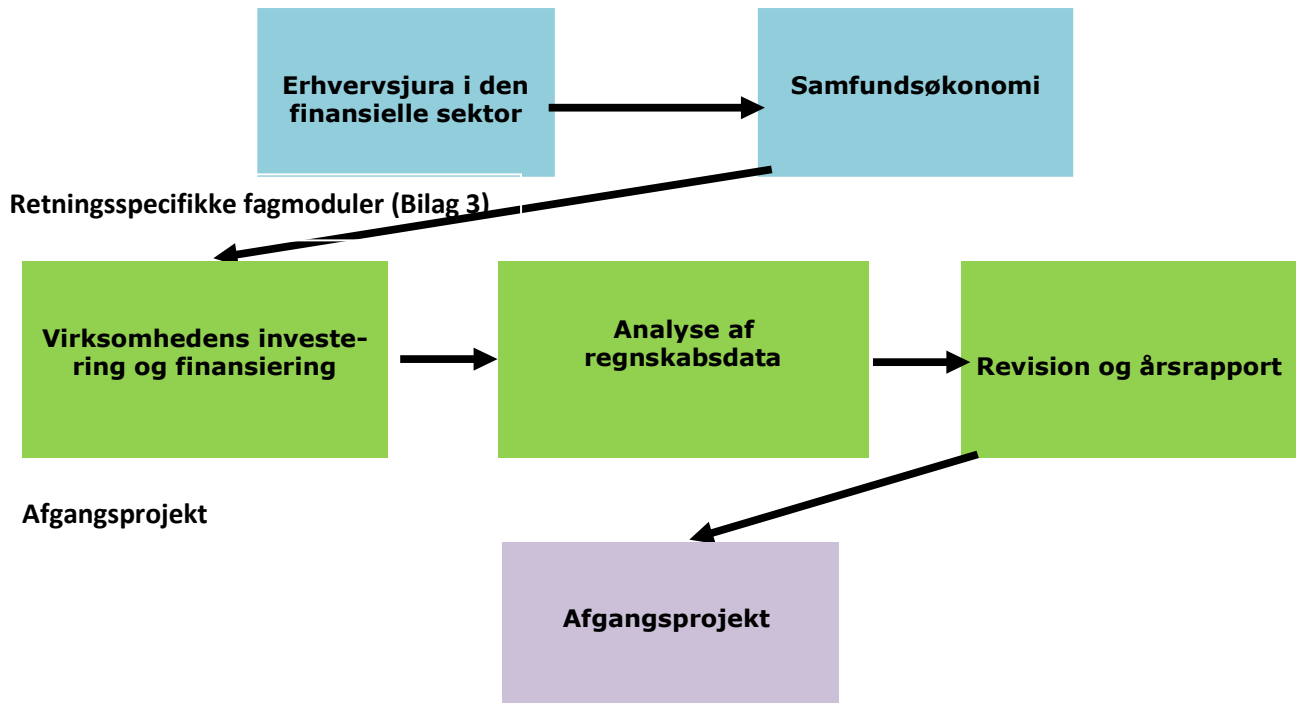 Erhvervsjura i den
finansielle sektor
Samfundsøkonomi
Retningsspecifikke fagmoduler (Bilag 3)
Virksomhedens investe-
ring og finansiering
Analyse af
regnskabsdata
Revision og årsrapport
Afgangsprojekt
Afgangsprojekt